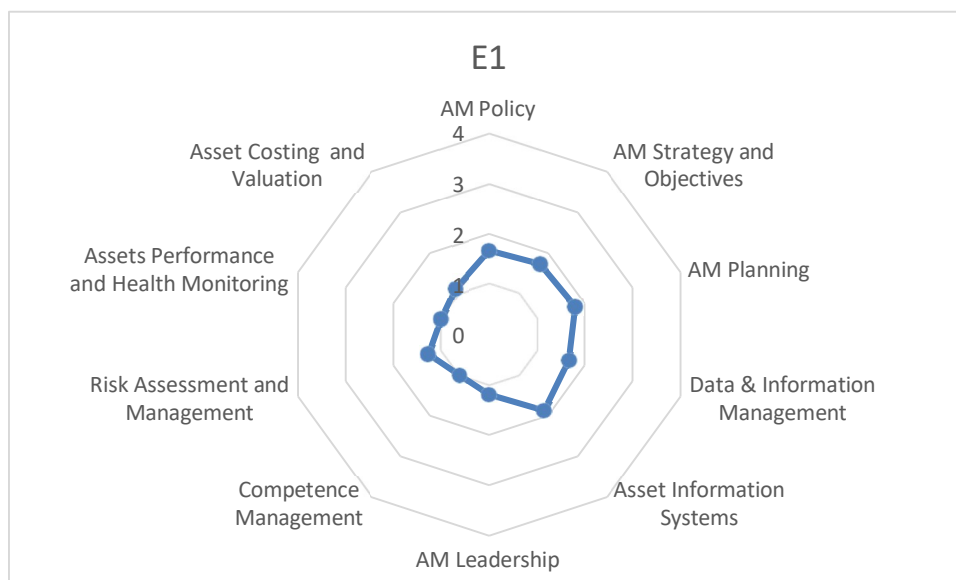 E1
AM Policy
AM Strategy and
Objectives
AM Planning
Data & Information
Management
Asset Information
Systems
AM Leadership
Competence
Management
Risk Assessment and
Management
Assets Performance
and Health Monitoring
Asset Costing and
Valuation
4
3
2
1
0